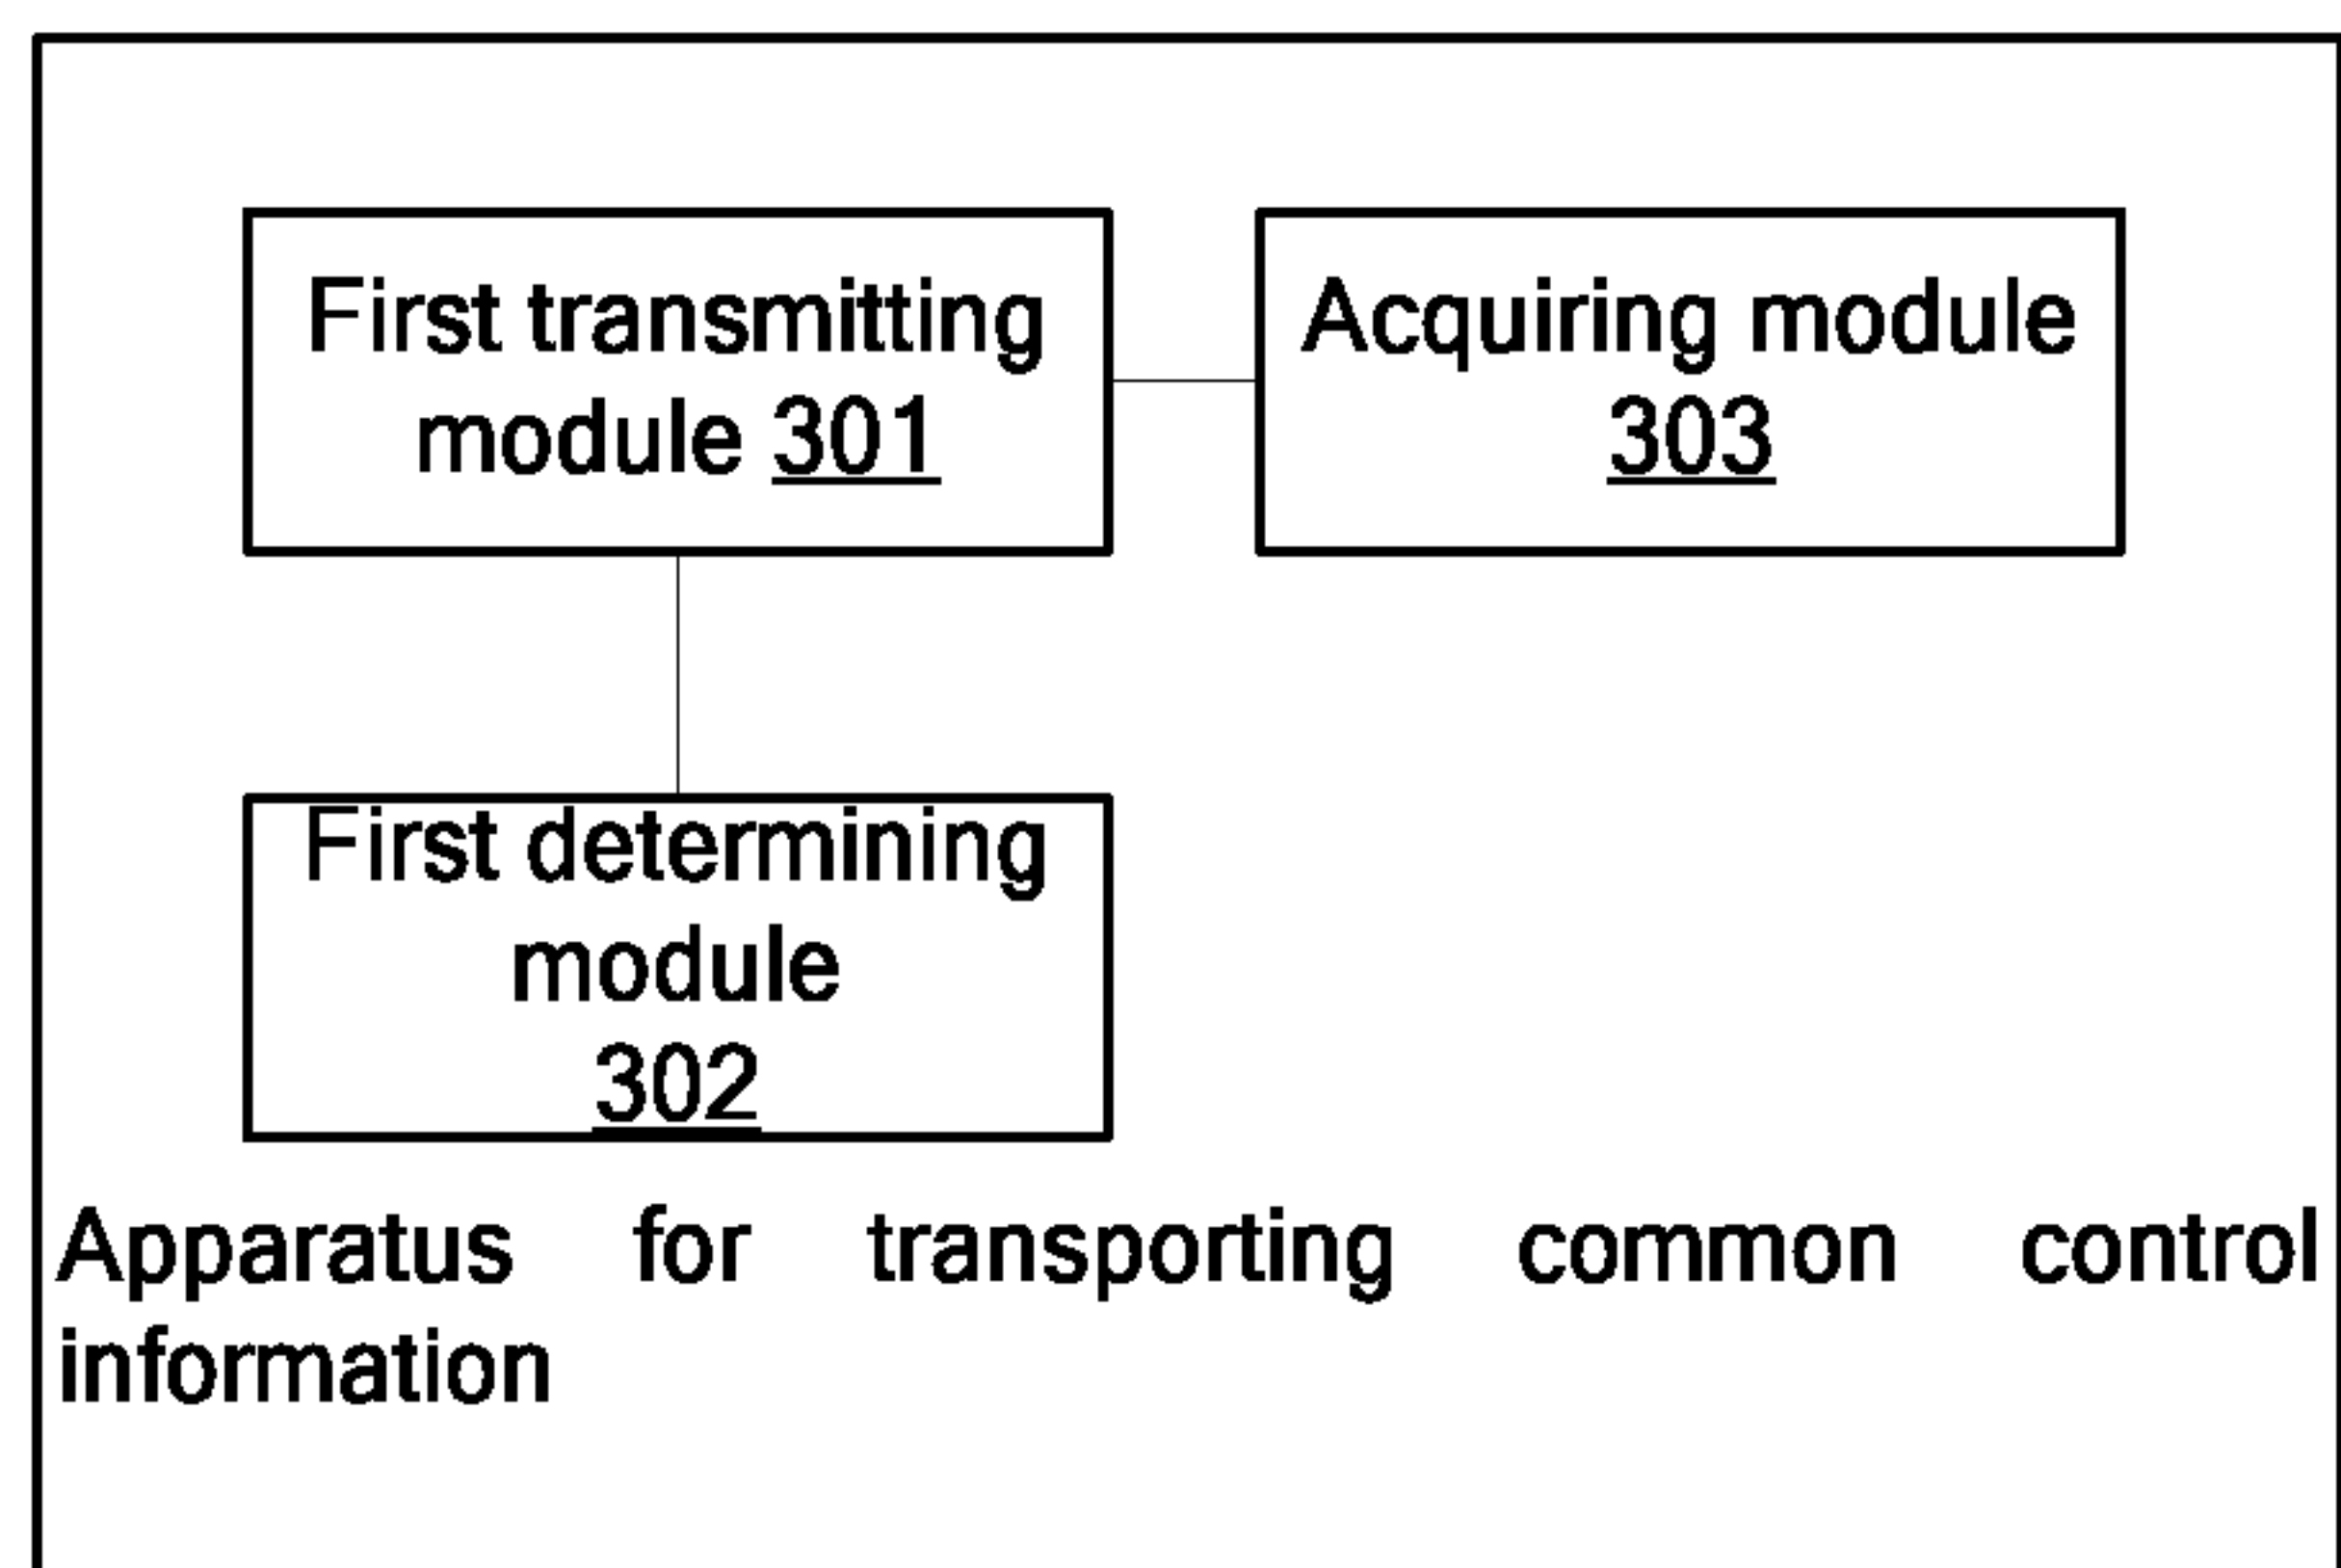 First transmitting
module 301
Acquiring module
303
First determining
module
302
Apparatus for transporting common control
information